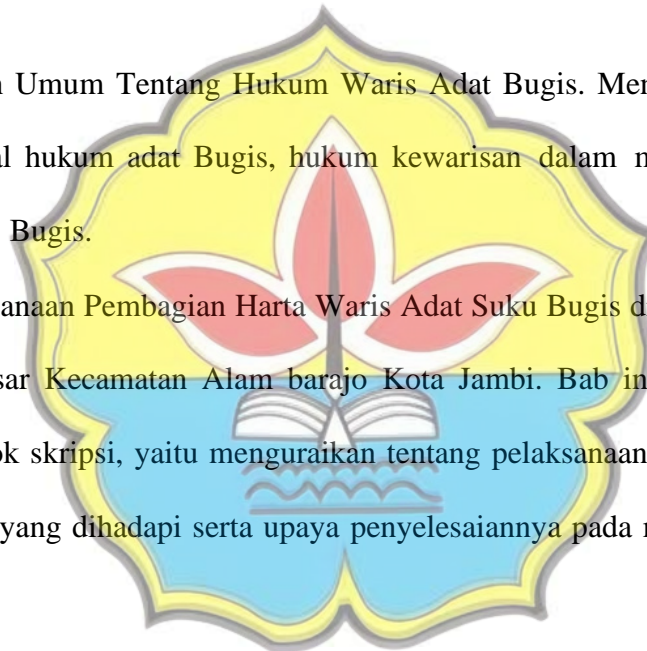 n Umum Tentang Hukum Waris Adat Bugis. Men
al hukum adat Bugis, hukum kewarisan dalam n
Bugis.
anaan Pembagian Harta Waris Adat Suku Bugis d
sar Kecamatan Alam barajo Kota Jambi. Bab in
ok skripsi, yaitu menguraikan tentang pelaksanaan
yang dihadapi serta upaya penyelesaiannya pada